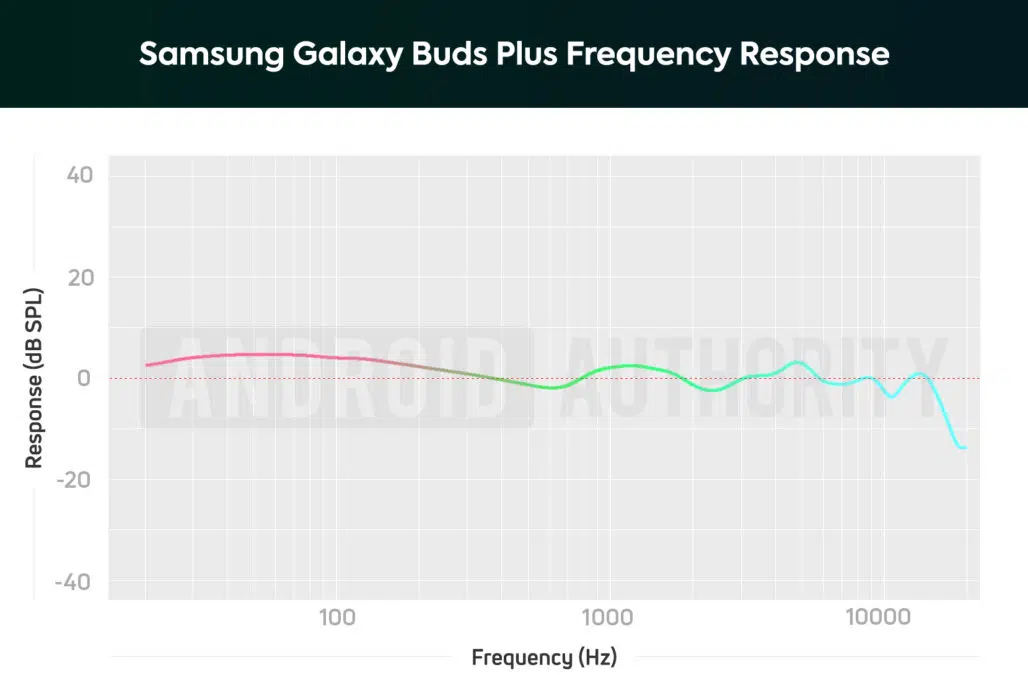 Samsung Galaxy Buds Plus Frequency Response
40
20
0
-20
-40
Response (dB SPL)
ANDROID AUTHORITY
100
1000
10000
Frequency (Hz)